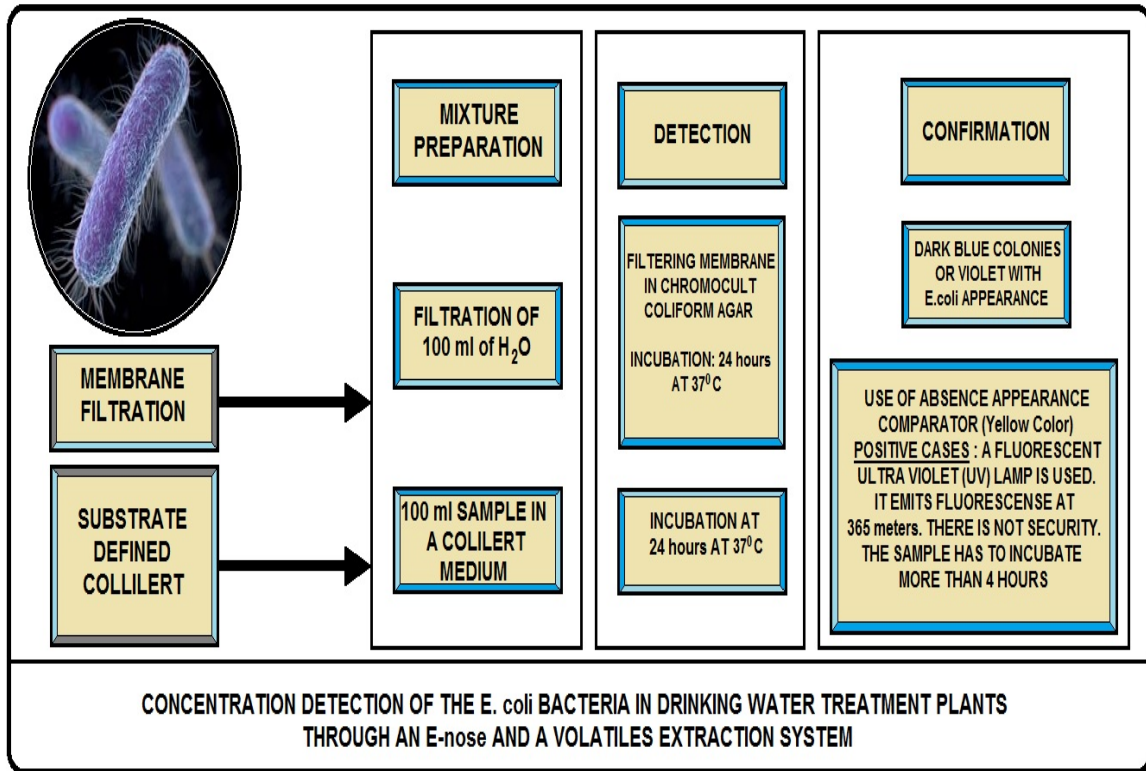 MIXTURE
PREPARATION
DETECTION
CONFIRMATION
MEMBRANE
FILTRATION
FILTRATION OF
100 ml of H₂O
FILTERING MEMBRANE
IN CHROMOCULT
COLIFORM AGAR
INCUBATION: 24 hours
AT 37⁰ C
DARK BLUE COLONIES
OR VIOLET WITH
E.coli APPEARANCE
SUBSTRATE
DEFINED
COLLILERT
100 ml SAMPLE IN
A COLILERT
MEDIUM
INCUBATION AT
24 hours AT 37⁰ C
USE OF ABSENCE APPEARANCE
COMPARATOR (Yellow Color)
POSITIVE CASES : A FLUORESCENT
ULTRA VIOLET (UV) LAMP IS USED.
IT EMITS FLUORESCENSE AT
365 meters. THERE IS NOT SECURITY.
THE SAMPLE HAS TO INCUBATE
MORE THAN 4 HOURS
CONCENTRATION DETECTION OF THE E. coli BACTERIA IN DRINKING WATER TREATMENT PLANTS
THROUGH AN E-nose AND A VOLATILES EXTRACTION SYSTEM